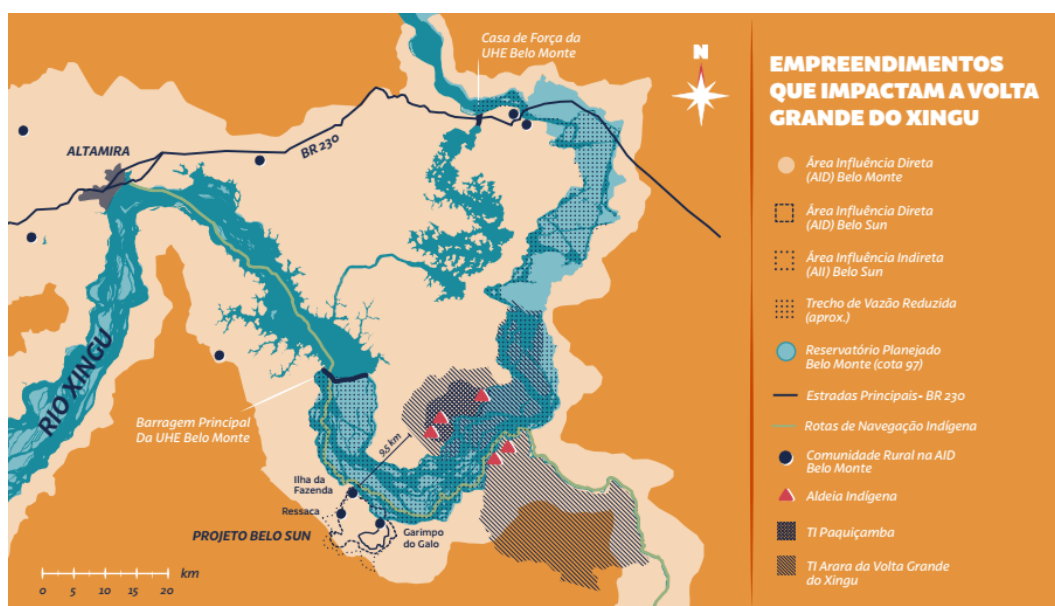 Casa de Força da
UHE Belo Monte
N
ALTAMIRA
BR 230
RIO XINGU
Barragem Principal
Da UHE Belo Monte
9,5 km
Ilha da
Fazenda
Ressaca
PROJETO BELO SUN
Garimpo
do Galo
km
0 5 10 15 20
EMPREENDIMENTOS
QUE IMPACTAM A VOLTA
GRANDE DO XINGU
Área Influência Direta
(AID) Belo Monte
Área Influência Direta
(AID) Belo Sun
Área Influência Indireta
(AII) Belo Sun
Trecho de Vazão Reduzida
(aprox.)
Reservatório Planejado
Belo Monte (cota 97)
Estradas Principais- BR 230
Rotas de Navegação Indígena
Comunidade Rural na AID
Belo Monte
Aldeia Indígena
TI Paquiçamba
TI Arara da Volta Grande
do Xingu